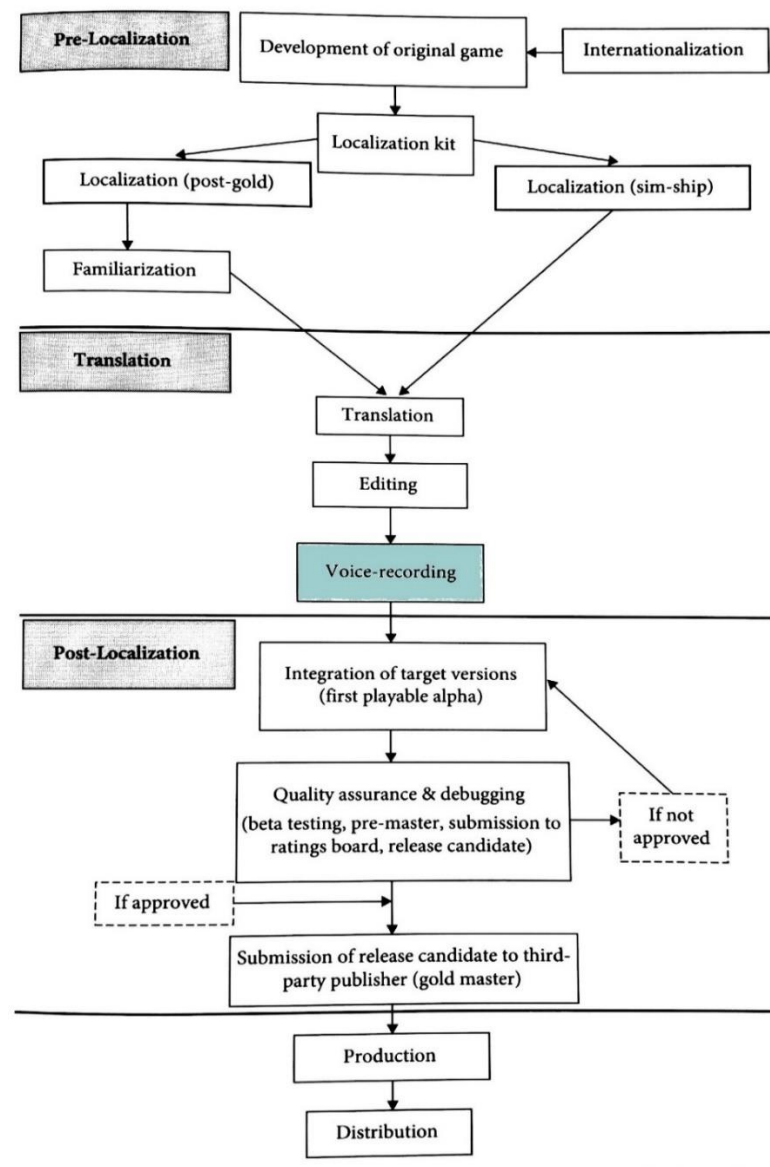 Pre-Localization
Development of original game
Internationalization
Localization kit
Localization (post-gold)
Localization (sim-ship)
Familiarization
Translation
Translation
Editing
Voice-recording
Post-Localization
Integration of target versions
(first playable alpha)
Quality assurance & debugging
(beta testing, pre-master, submission to
ratings board, release candidate)
If not
approved
If approved
Submission of release candidate to third-
party publisher (gold master)
Production
Distribution